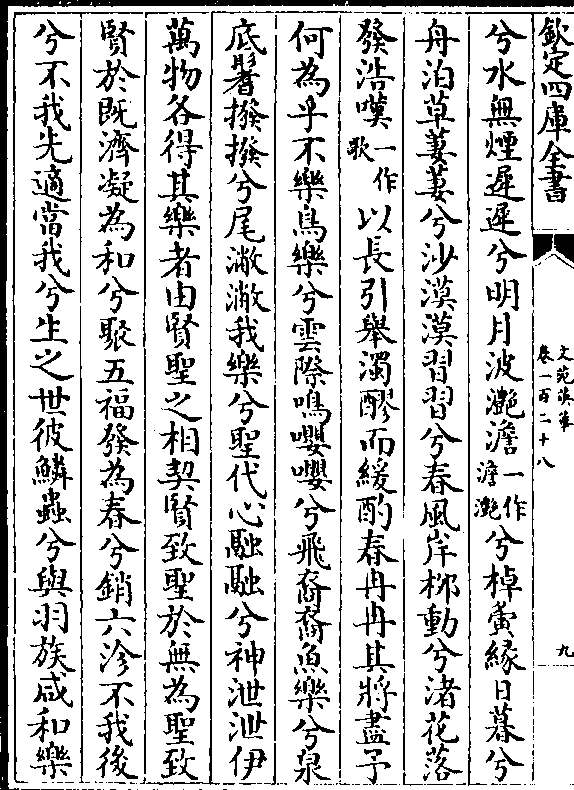 欽定四庫全書
文苑英華
卷一百二十八
九
兮水無煙遲遲兮明月波灔澹一作澹灔兮棹夤緣日暮兮
舟泊草萋萋兮沙漠漠習習兮春風岸栁動兮渚花落
發浩嘆一作歌以長引舉濁醪而緩酌春冉冉其將盡予
何為乎不樂鳥樂兮雲際鳴嚶嚶兮飛裔裔魚樂兮泉
底鬐撥撥兮尾潎潎我樂兮聖代心融融兮神泄泄伊
萬物各得其樂者由賢聖之相契賢致聖於無為聖致
賢於既濟凝為和兮聚五福發為春兮銷六沴不我後
兮不我先適當我兮生之世彼鱗蟲兮與羽族咸和樂